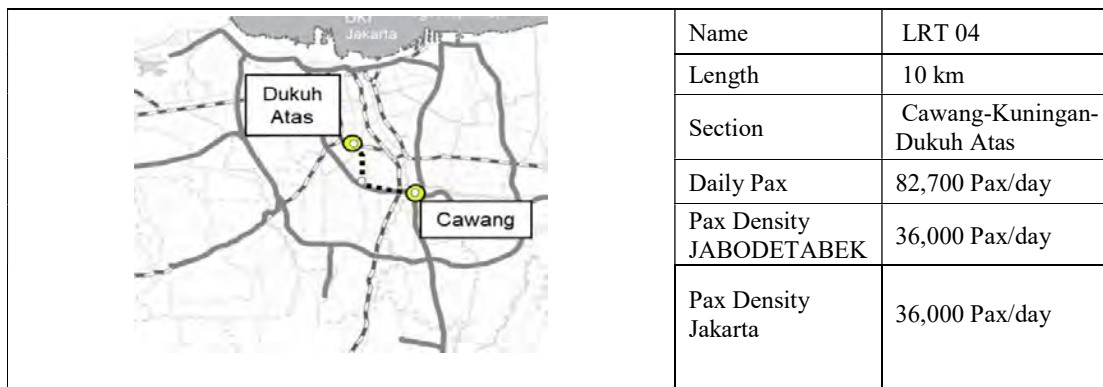 DKI
Jakarta
Dukuh
Atas
Cawang
Name
LRT 04
Length
10 km
Section
Cawang-Kuningan-
Dukuh Atas
Daily Pax
82,700 Pax/day
Pax Density
JABODETABEK
36,000 Pax/day
Pax Density
Jakarta
36,000 Pax/day